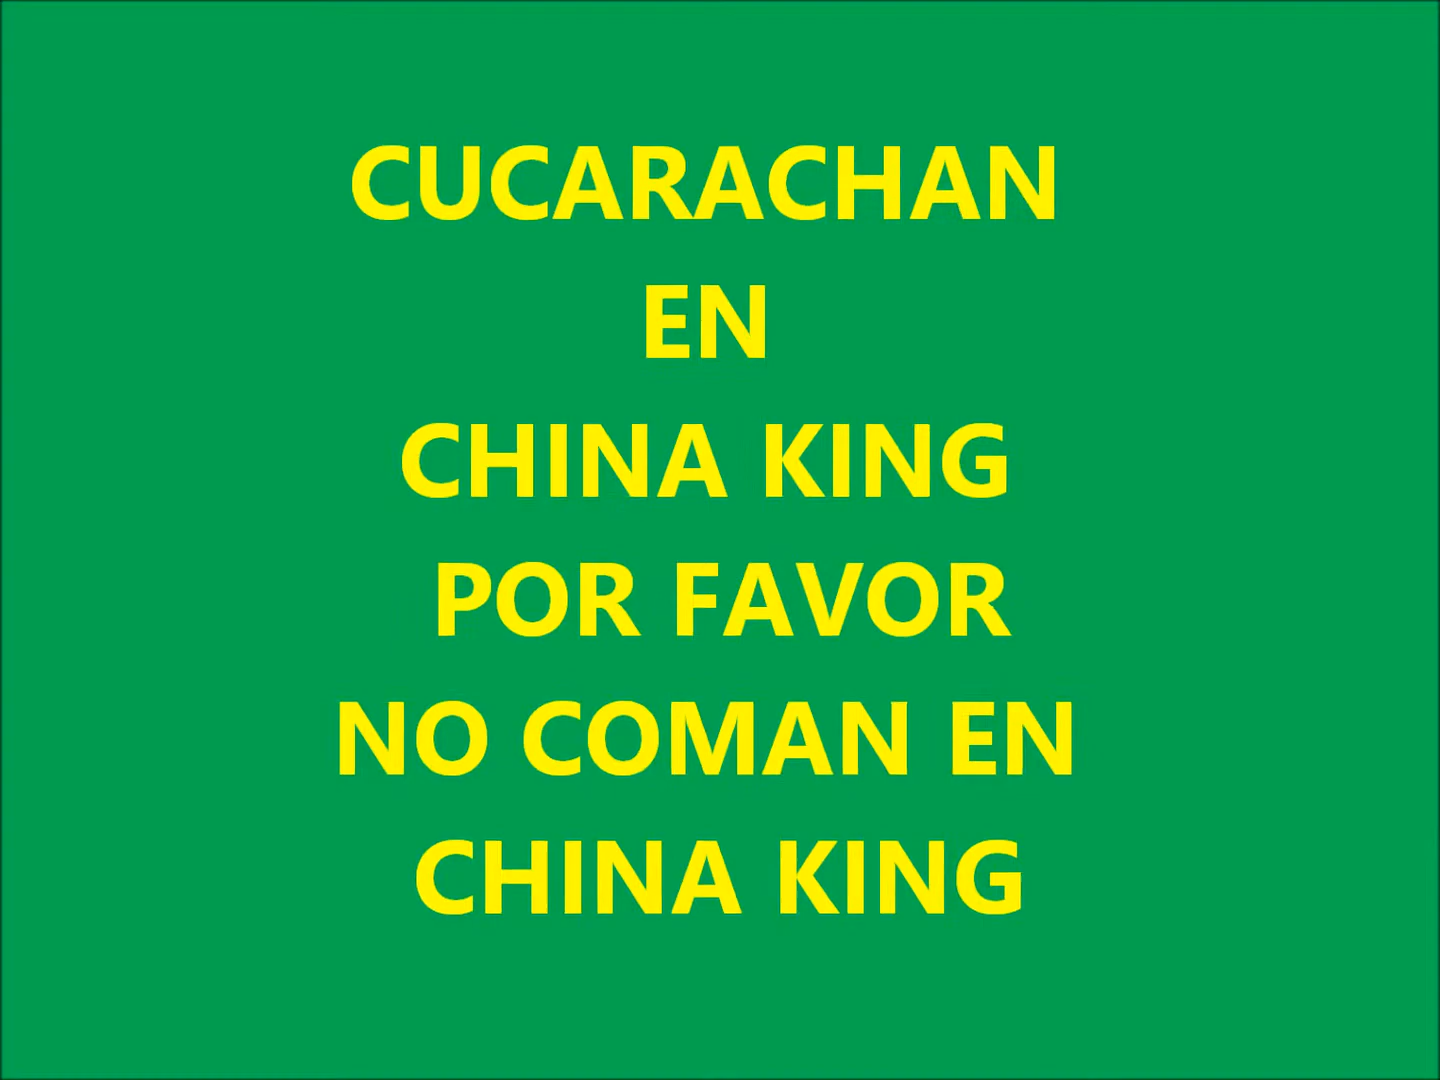 CUCARACHAN
EN
CHINA KING
POR FAVOR
NO COMAN EN
CHINA KING